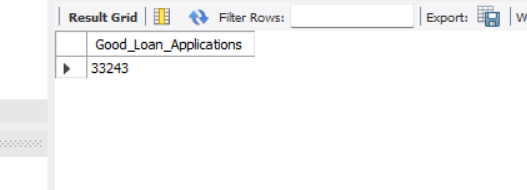 Result Grid Filter Rows: Export: W
Good_Loan_Applications
33243